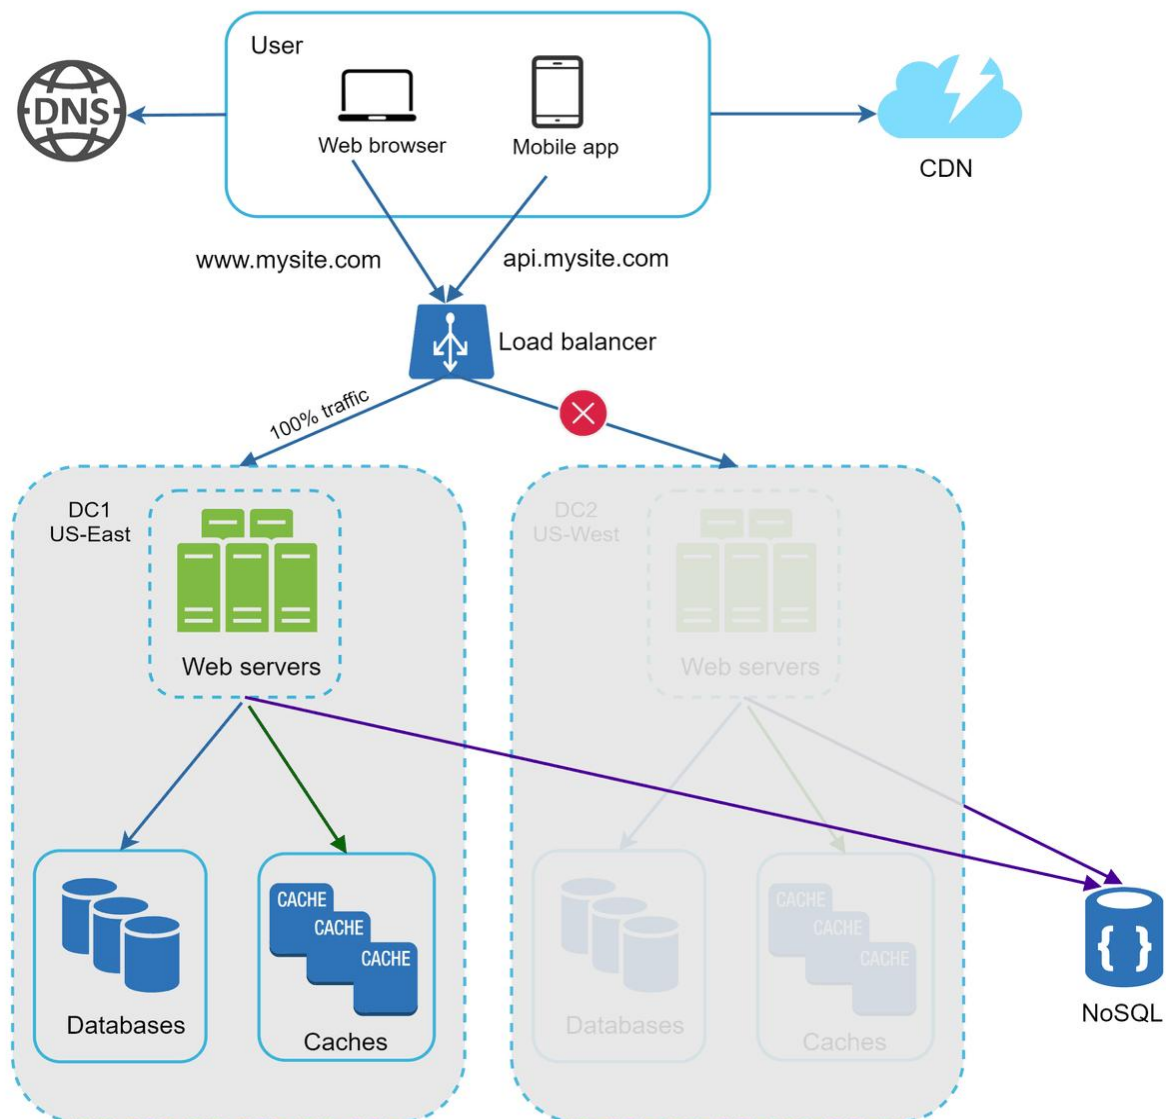 User
DNS
Web browser
Mobile app
CDN
www.mysite.com
api.mysite.com
Load balancer
100% traffic
DC1
US-East
Web servers
DC2
US-West
Web servers
CACHE
CACHE
CACHE
Databases
Caches
CACHE
CACHE
CACHE
Databases
Caches
{ }
NoSQL